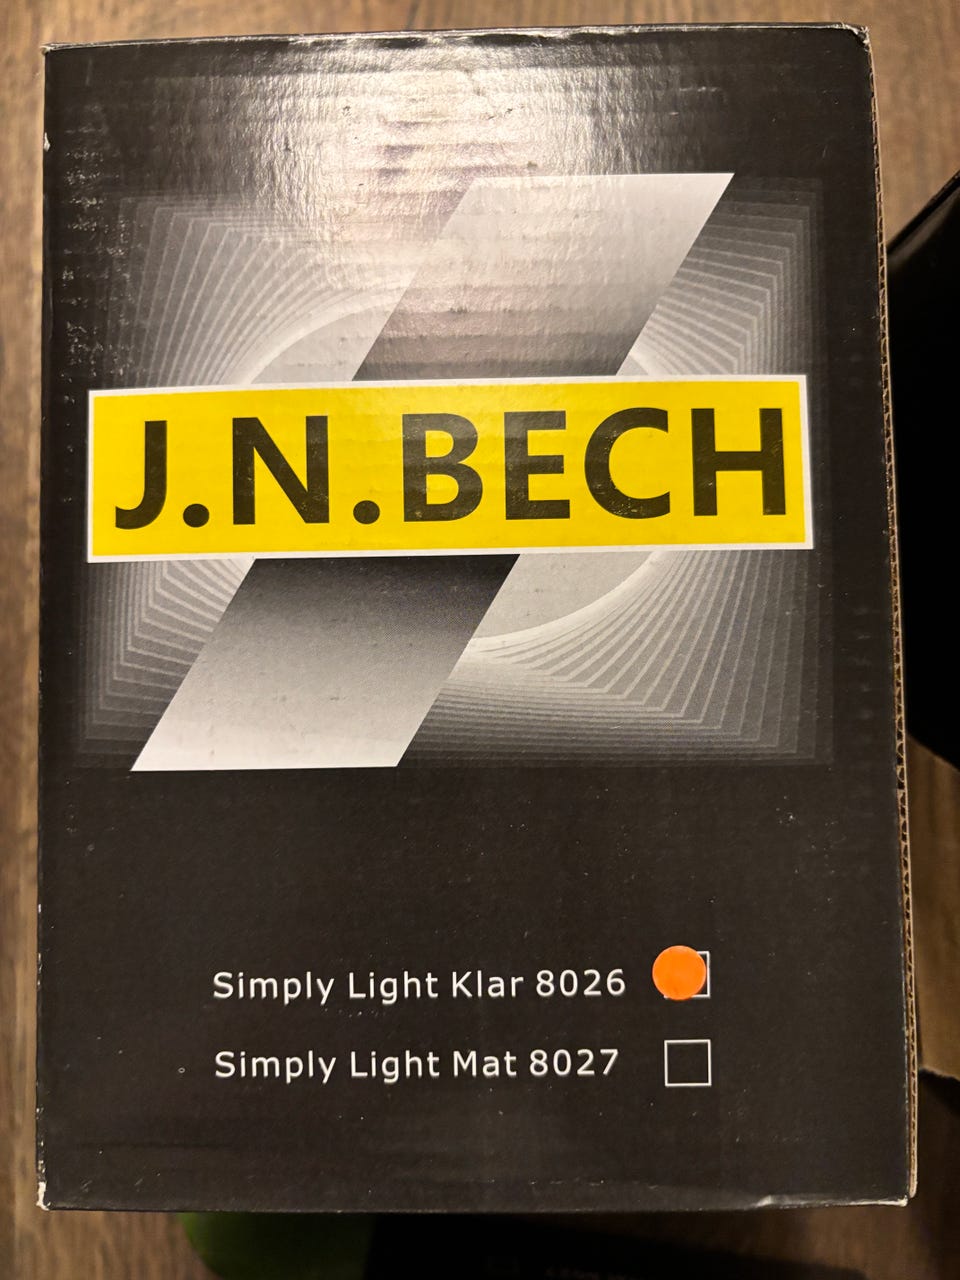 J.N.BECH
Simply Light Klar 8026
Simply Light Mat 8027